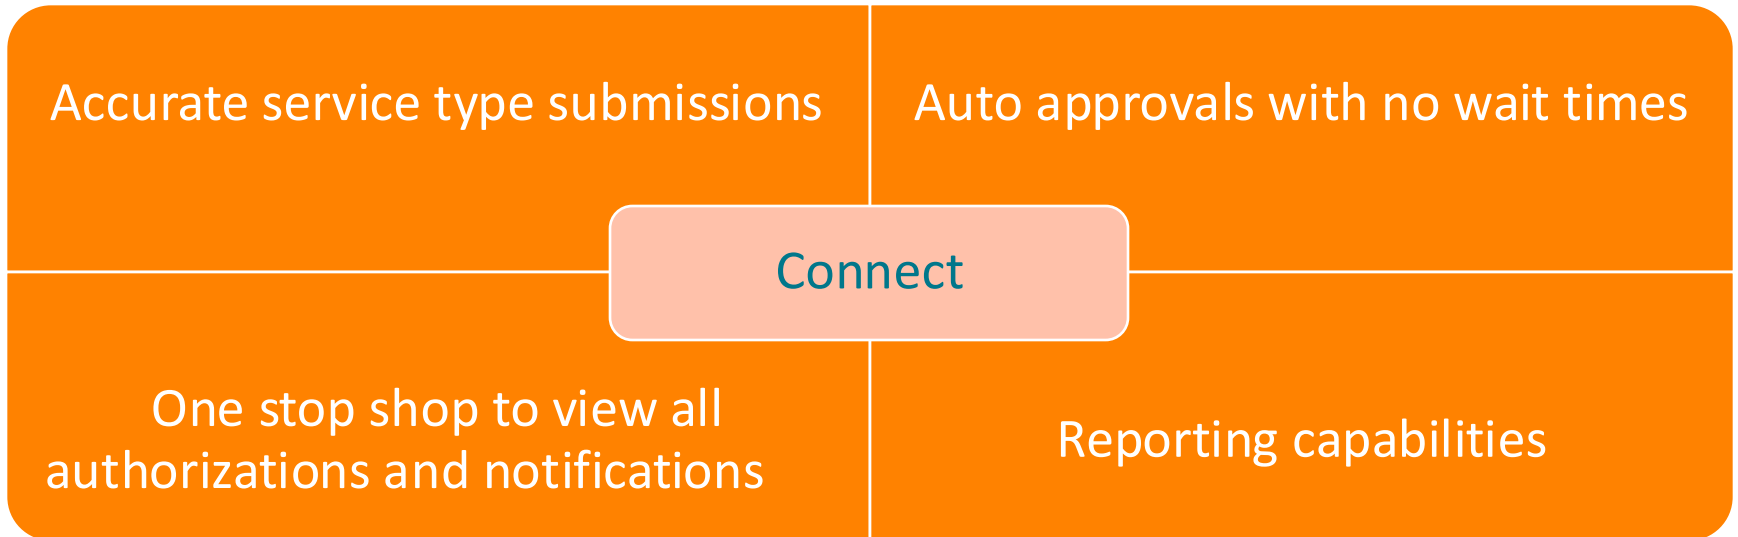 Accurate service type submissions
Auto approvals with no wait times
Connect
One stop shop to view all
authorizations and notifications
Reporting capabilities